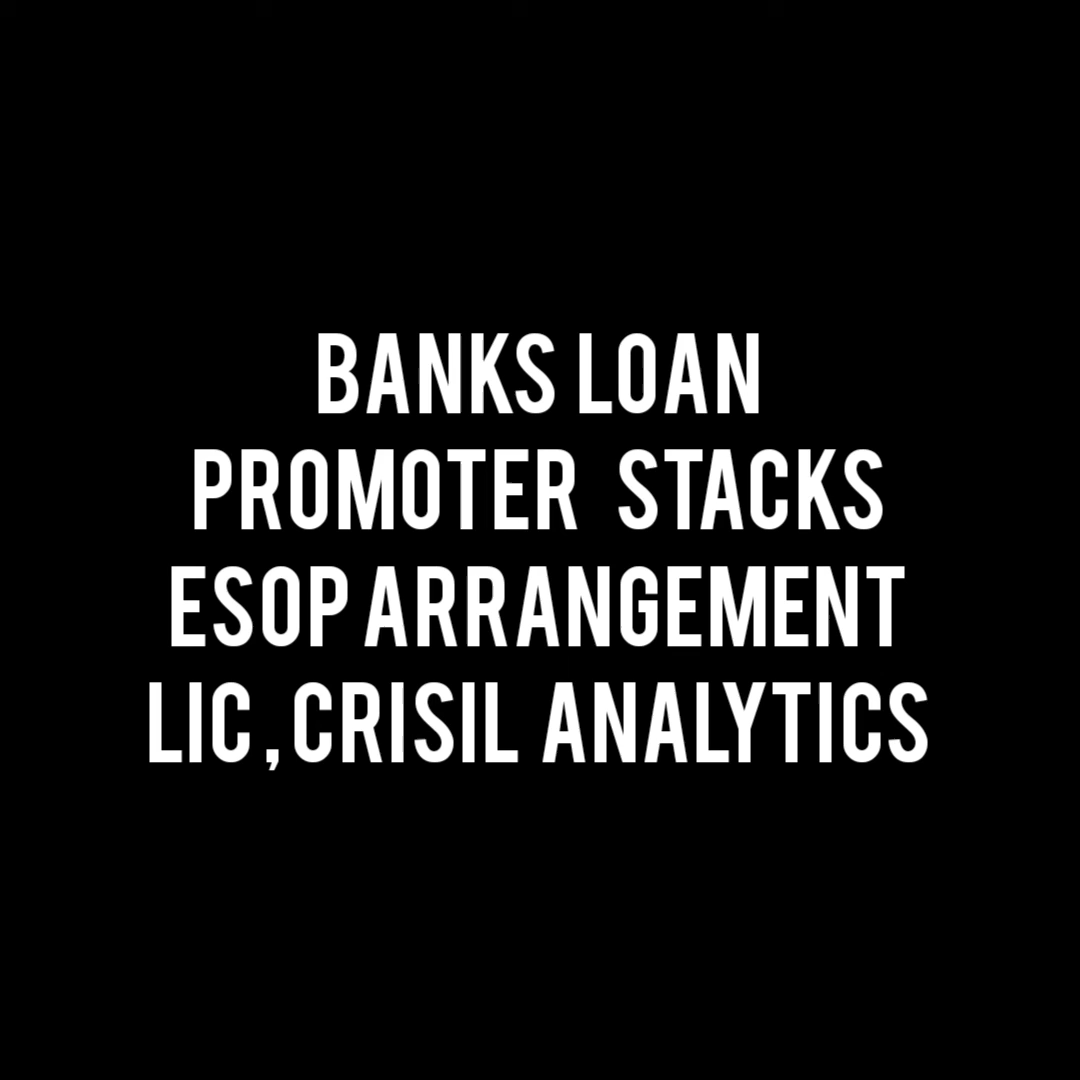 BANKS LOAN
PROMOTER STACKS
ESOP ARRANGEMENT
LIC , CRISIL ANALYTICS